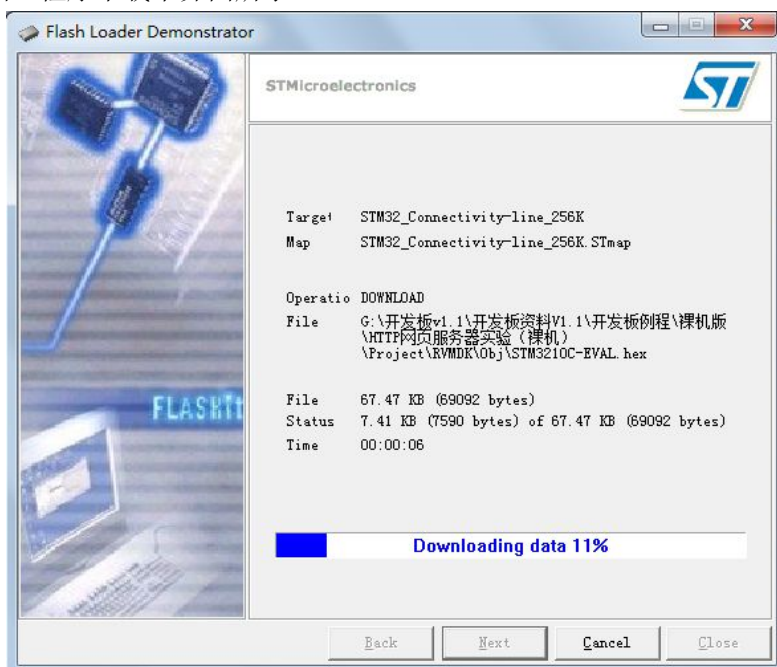 Flash Loader Demonstrator
STMicroelectronics
Target STM32_Connectivity-line_256K
Map STM32_Connectivity-line_256K.STmap
Operatio DOWNLOAD
File G:\开发板v1.1\开发板资料V1.1\开发板例程\裸机版
\HTTP网页服务器实验（裸机）
\Project\RVMDK\Obj\STM3210C-EVAL.hex
File 67.47 KB (69092 bytes)
Status 7.41 KB (7590 bytes) of 67.47 KB (69092 bytes)
Time 00:00:06
FLASHIt
Downloading data 11%
Back Next Cancel Close